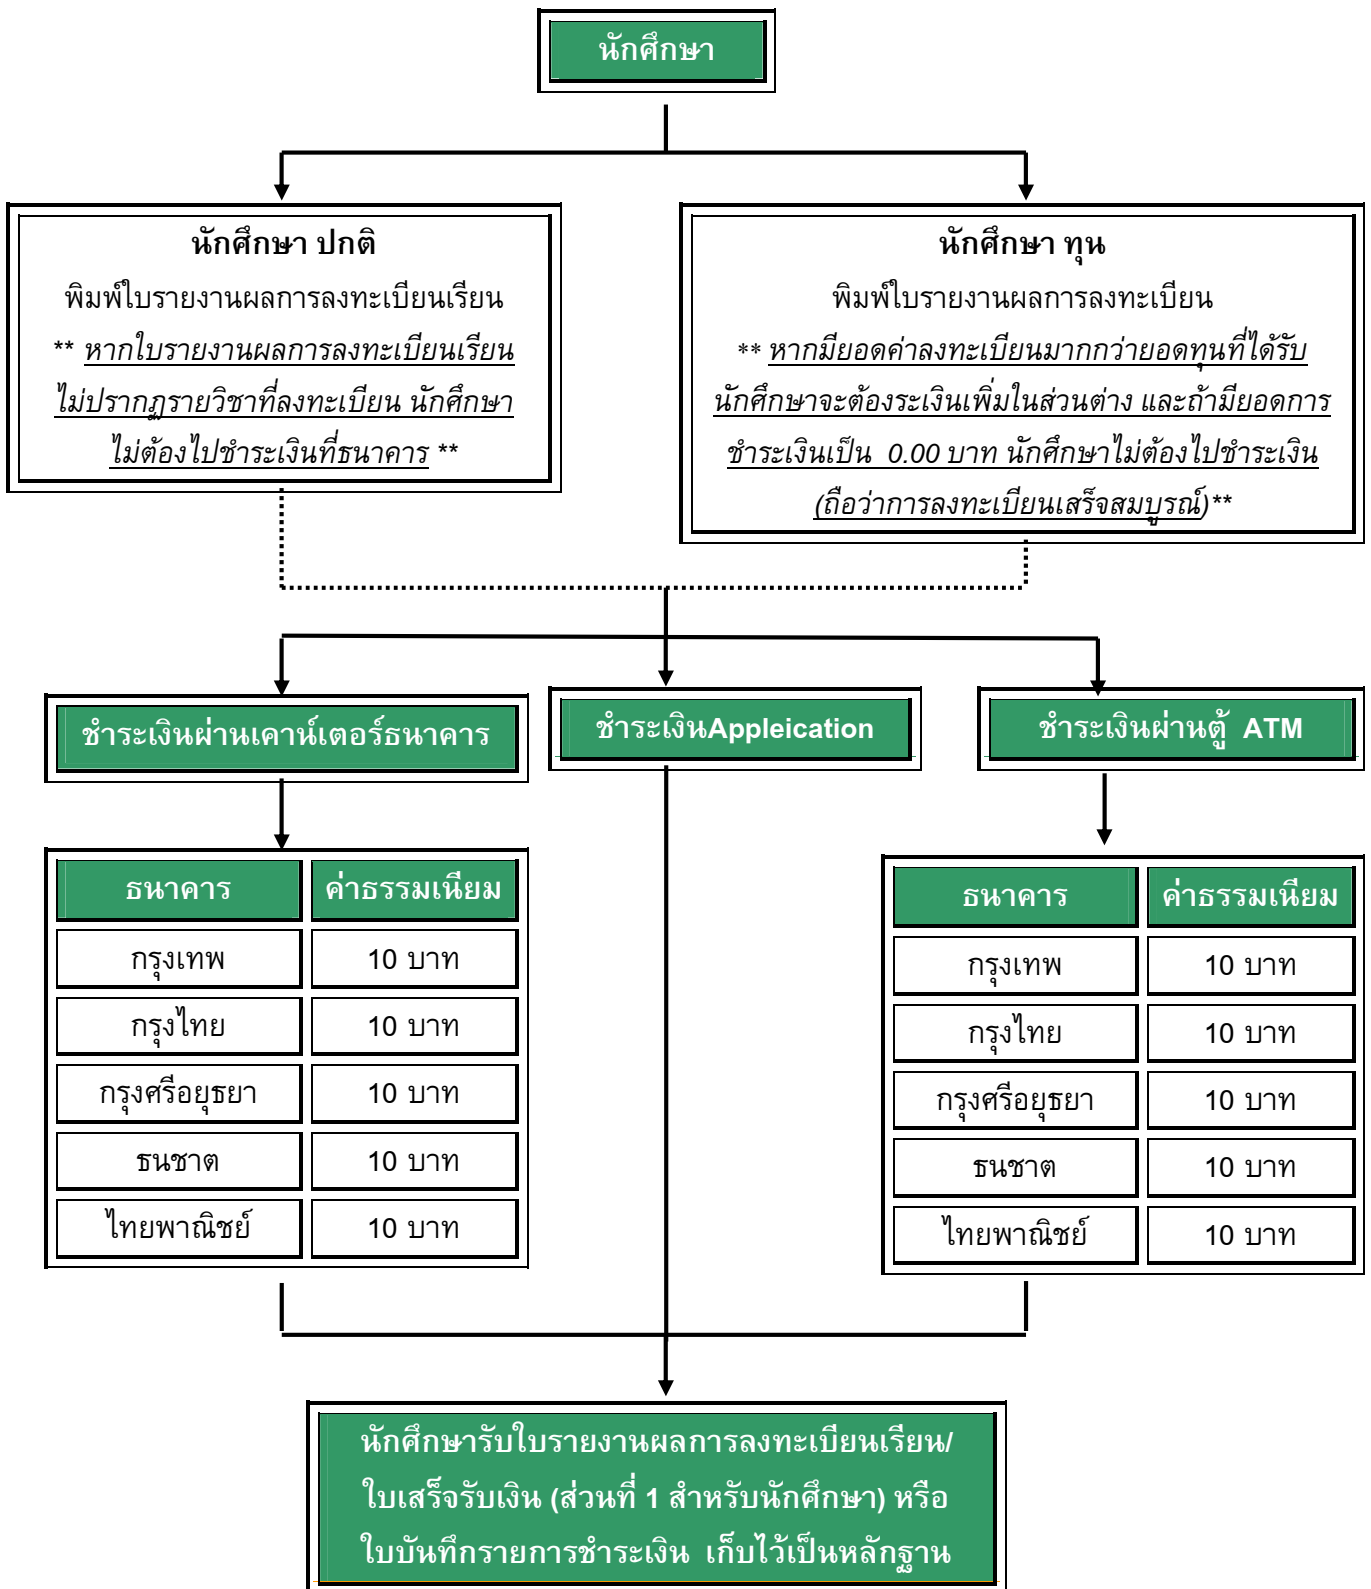 นักศึกษา
นักศึกษา ปกติ
พิมพ์ใบรายงานผลการลงทะเบียนเรียน
** หากใบรายงานผลการลงทะเบียนเรียน
ไม่ปรากฏรายวิชาที่ลงทะเบียน นักศึกษา
ไม่ต้องไปชำระเงินที่ธนาคาร **
นักศึกษา ทุน
พิมพ์ใบรายงานผลการลงทะเบียน
** หากมียอดค่าลงทะเบียนมากกว่ายอดทุนที่ได้รับ
นักศึกษาจะต้องระเงินเพิ่มในส่วนต่าง และถ้ามียอดการ
ชำระเงินเป็น 0.00 บาท นักศึกษาไม่ต้องไปชำระเงิน
(ถือว่าการลงทะเบียนเสร็จสมบูรณ์)**
ชำระเงินผ่านเคาน์เตอร์ธนาคาร
ชำระเงินAppleication
ชำระเงินผ่านตู้ ATM
ธนาคาร ค่าธรรมเนียม
กรุงเทพ 10 บาท
กรุงไทย 10 บาท
กรุงศรีอยุธยา 10 บาท
ธนชาต 10 บาท
ไทยพาณิชย์ 10 บาท
ธนาคาร ค่าธรรมเนียม
กรุงเทพ 10 บาท
กรุงไทย 10 บาท
กรุงศรีอยุธยา 10 บาท
ธนชาต 10 บาท
ไทยพาณิชย์ 10 บาท
นักศึกษารับใบรายงานผลการลงทะเบียนเรียน/
ใบเสร็จรับเงิน (ส่วนที่ 1 สำหรับนักศึกษา) หรือ
ใบบันทึกรายการชำระเงิน เก็บไว้เป็นหลักฐาน